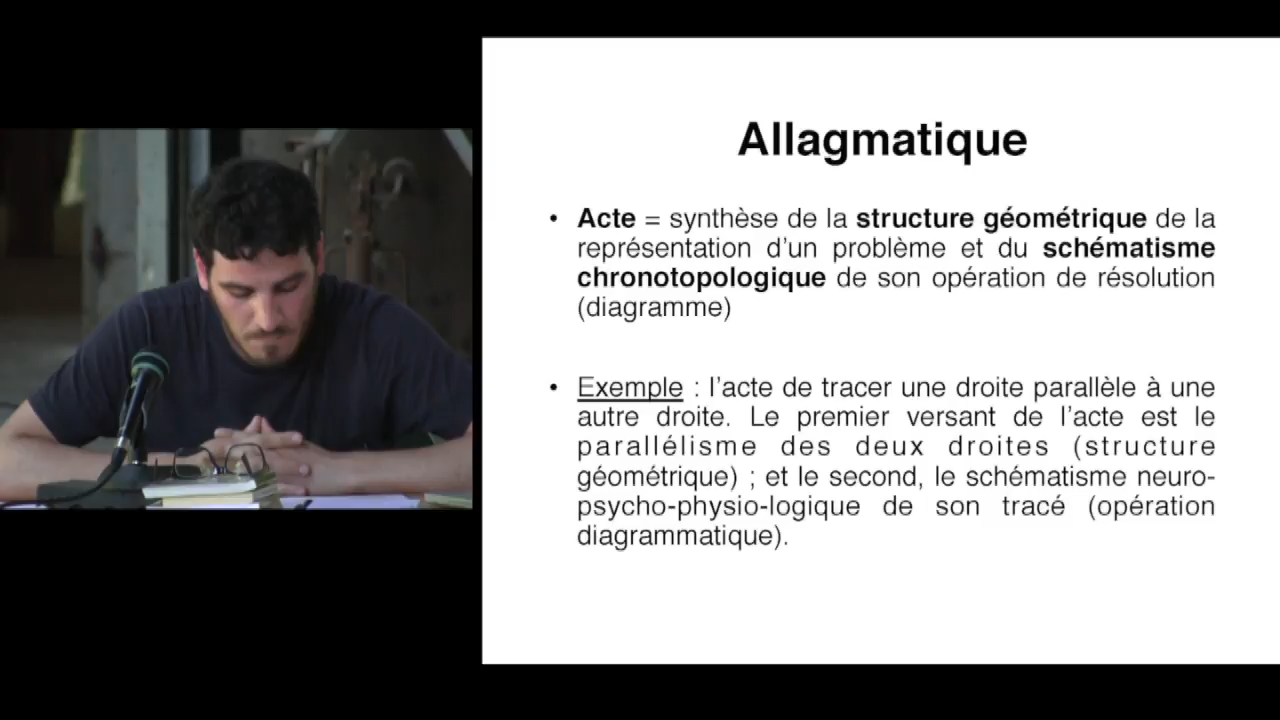 Allagmatique
• Acte = synthèse de la structure géométrique de la
représentation d'un problème et du schématisme
chronotopologique de son opération de résolution
(diagramme)
• Exemple : l'acte de tracer une droite parallèle à une
autre droite. Le premier versant de l'acte est le
parallélisme des deux droites (structure
géométrique) ; et le second, le schématisme neuro-
psycho-physio-logique de son tracé (opération
diagrammatique).